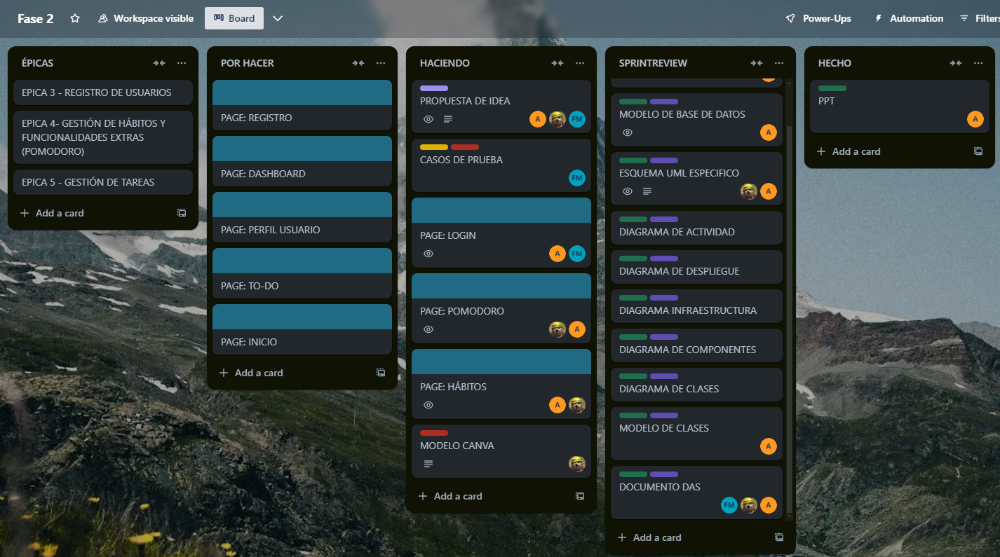 Fase 2
Workspace visible
Board
Power-Ups
Automation
Filters
ÉPICAS
EPICA 3 - REGISTRO DE USUARIOS
EPICA 4- GESTIÓN DE HÁBITOS Y
FUNCIONALIDADES EXTRAS
(POMODORO)
EPICA 5 - GESTIÓN DE TAREAS
Add a card
POR HACER
PAGE: REGISTRO
PAGE: DASHBOARD
PAGE: PERFIL USUARIO
PAGE: TO-DO
PAGE: INICIO
Add a card
HACIENDO
PROPUESTA DE IDEA
A
FM
CASOS DE PRUEBA
FM
PAGE: LOGIN
A
FM
PAGE: POMODORO
A
PAGE: HÁBITOS
A
MODELO CANVA
Add a card
SPRINTREVIEW
MODELO DE BASE DE DATOS
A
ESQUEMA UML ESPECIFICO
A
DIAGRAMA DE ACTIVIDAD
DIAGRAMA DE DESPLIEGUE
DIAGRAMA INFRAESTRUCTURA
DIAGRAMA DE COMPONENTES
DIAGRAMA DE CLASES
MODELO DE CLASES
A
DOCUMENTO DAS
FM
A
Add a card
HECHO
PPT
A
Add a card